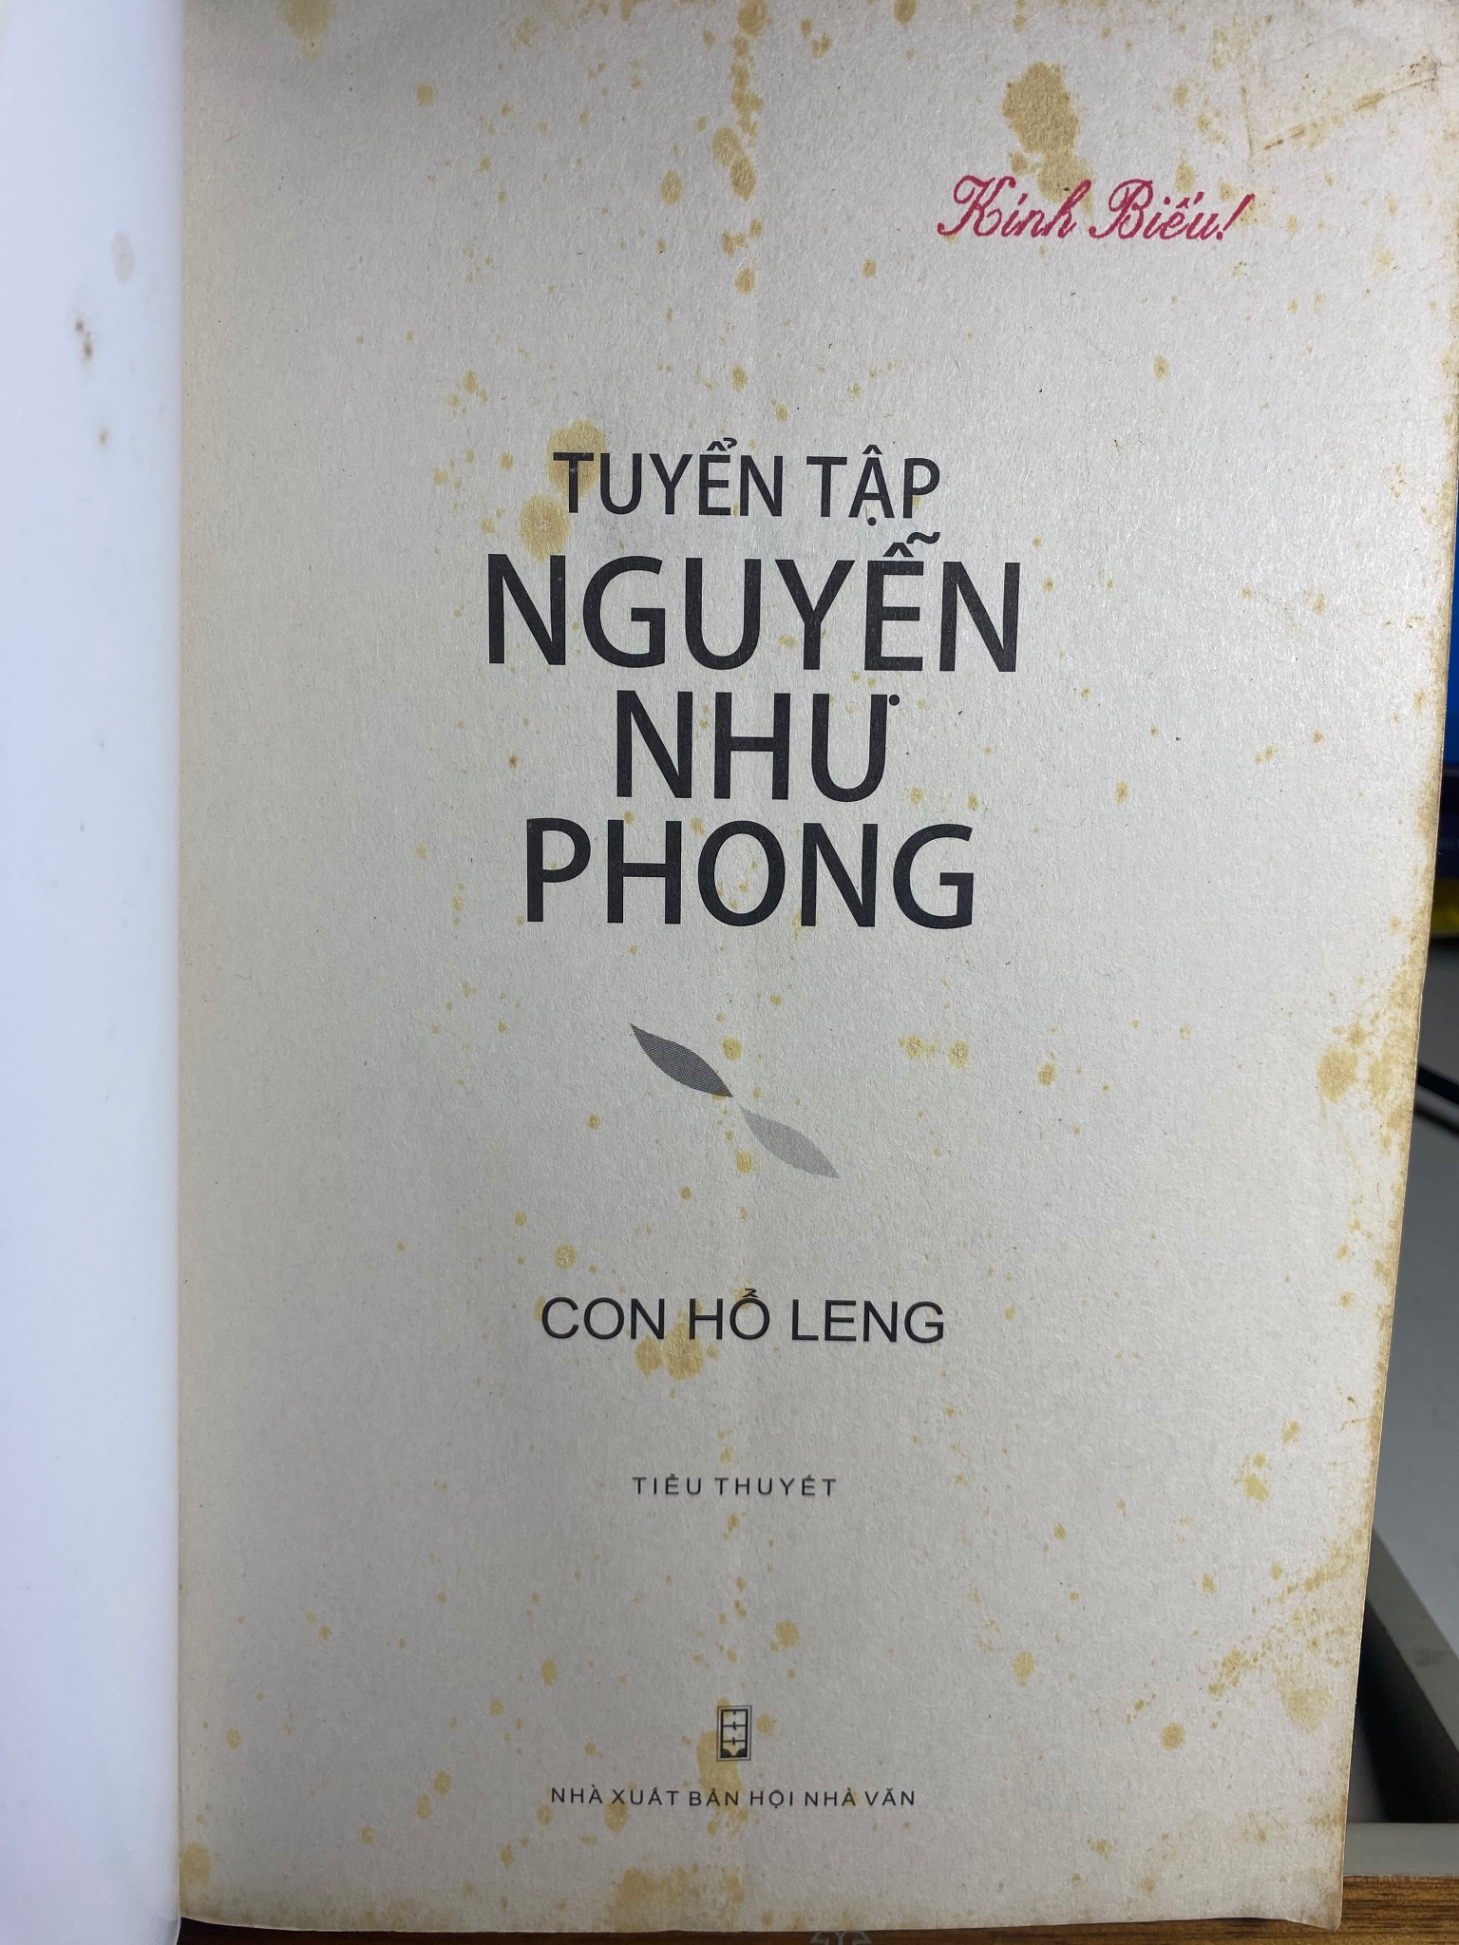 Kính Biếu!
TUYỂN TẬP
NGUYỄN
NHƯ
PHONG
CON HỔ LENG
TIỂU THUYẾT
NHÀ XUẤT BẢN HỘI NHÀ VĂN